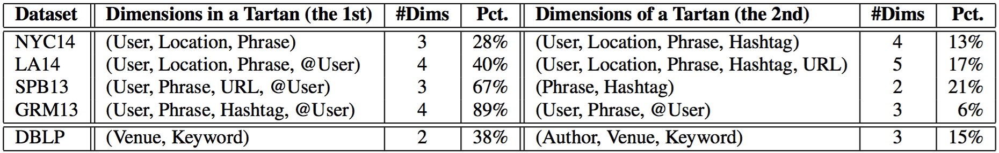 Dataset Dimensions in a Tartan (the 1st) #Dims Pct. Dimensions of a Tartan (the 2nd) #Dims Pct.
NYC14 (User, Location, Phrase) 3 28% (User, Location, Phrase, Hashtag) 4 13%
LA14 (User, Location, Phrase, @User) 4 40% (User, Location, Phrase, Hashtag, URL) 5 17%
SPB13 (User, Phrase, URL, @User) 3 67% (Phrase, Hashtag) 2 21%
GRM13 (User, Phrase, Hashtag, @User) 4 89% (User, Phrase, @User) 3 6%
DBLP (Venue, Keyword) 2 38% (Author, Venue, Keyword) 3 15%